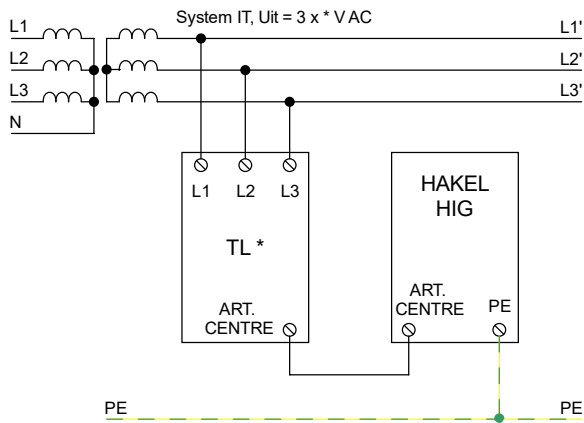 System IT, Uit = 3 x * V AC
L1
L1'
L2
L2'
L3
L3'
N
L1
L2
L3
TL *
ART.
CENTRE
HAKEL
HIG
ART.
CENTRE
PE
PE
PE